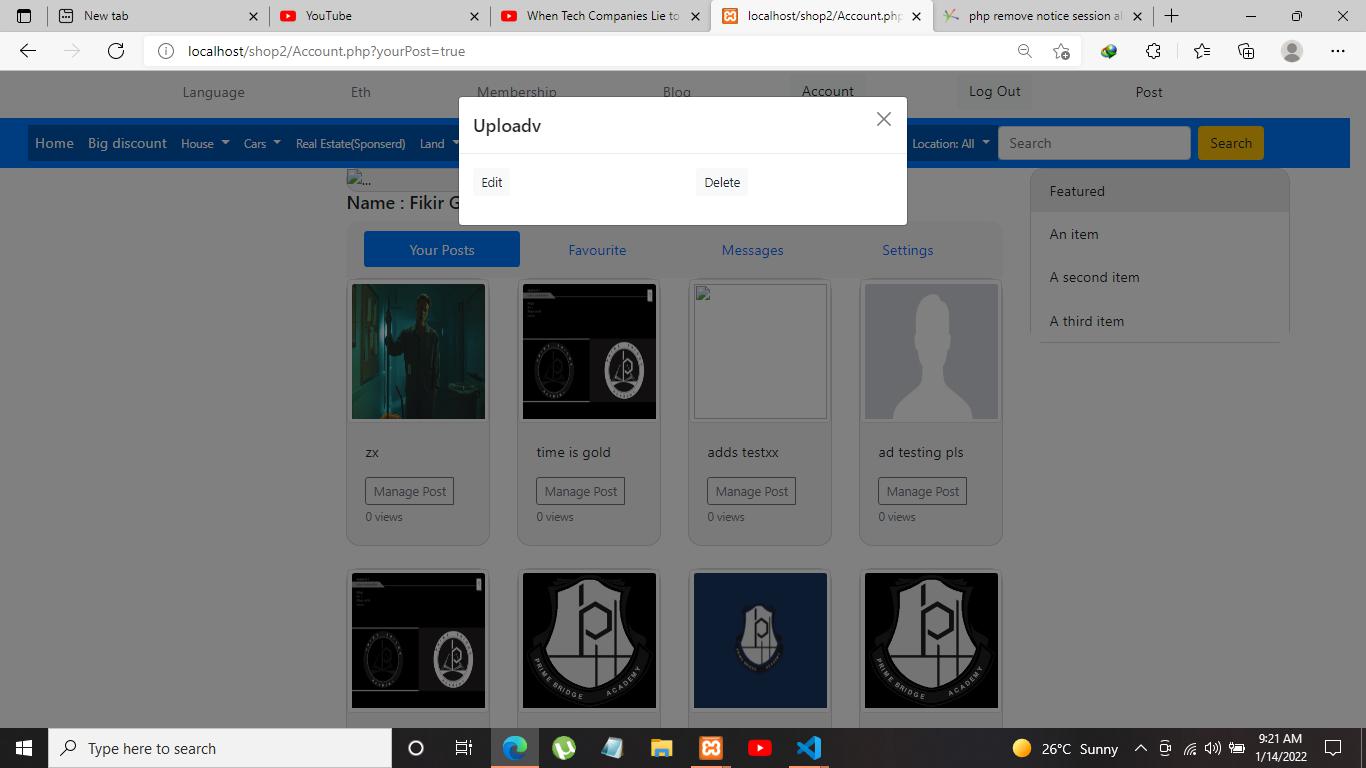 New tab
YouTube
When Tech Companies Lie to
localhost/shop2/Account.php
php remove notice session al
localhost/shop2/Account.php?yourPost=true
Language Eth Membership Blog Account Log Out Post
Home Big discount House Cars Real Estate(Sponserd) Land Location: All Search Search
Uploadv
Edit Delete
Name : Fikir G
Featured
An item
A second item
A third item
Your Posts Favourite Messages Settings
zx
Manage Post
0 views
time is gold
Manage Post
0 views
adds testxx
Manage Post
0 views
ad testing pls
Manage Post
0 views
PRIME BRIDGE ACADEMY
PRIME BRIDGE ACADEMY
Type here to search
26°C Sunny
9:21 AM
1/14/2022